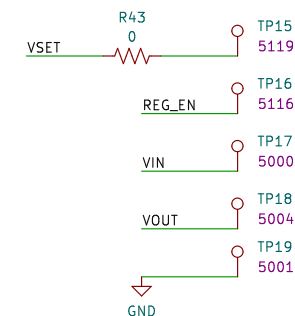 R43
0
VSET
TP15
5119
TP16
5116
REG_EN
TP17
5000
VIN
TP18
5004
VOUT
TP19
5001
GND